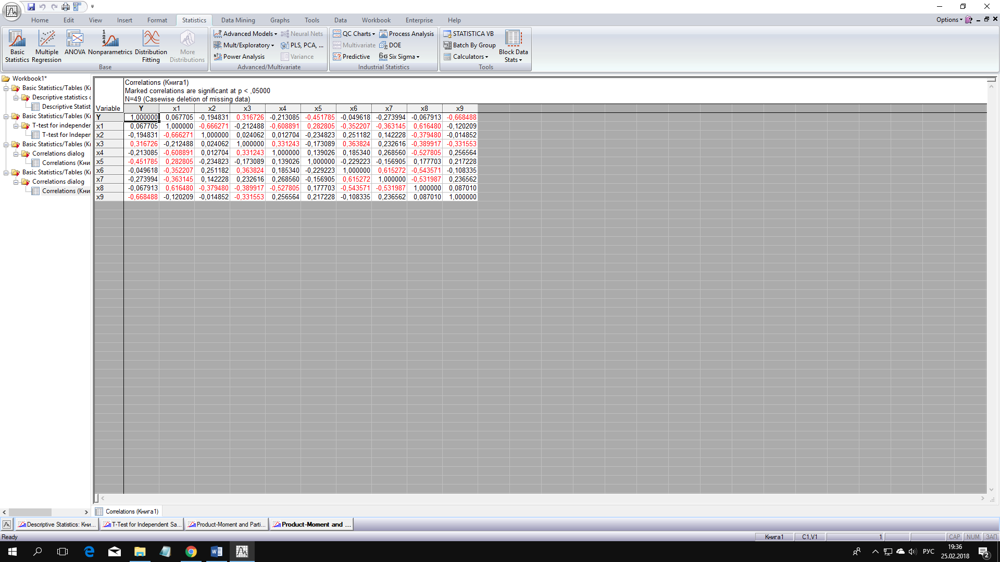 Home Edit View Insert Format Statistics Data Mining Graphs Tools Data Workbook Enterprise Help Options
Basic Statistics
Multiple Regression
ANOVA
Nonparametrics
Distribution Fitting
More Distributions
Base
Advanced Models Neural Nets
Mult/Exploratory PLS, PCA, ...
Power Analysis Variance
Advanced/Multivariate
QC Charts Process Analysis
Multivariate DOE
Predictive Six Sigma
Industrial Statistics
STATISTICA VB
Batch By Group
Calculators
Block Data Stats
Tools
Workbook1*
Basic Statistics/Tables (Кн
Descriptive statistics
Descriptive Statist
Basic Statistics/Tables (Кн
T-test for independer
T-test for Indeper
Basic Statistics/Tables (Кн
Correlations dialog
Correlations (Кни
Basic Statistics/Tables (Кн
Correlations dialog
Correlations (Кни
Correlations (Книга1)
Marked correlations are significant at p < ,05000
N=49 (Casewise deletion of missing data)
Variable Y x1 x2 x3 x4 x5 x6 x7 x8 x9
Y 1,000000 0,067705 -0,194831 0,316726 -0,213085 -0,451785 -0,049618 -0,273994 -0,067913 -0,668488
x1 0,067705 1,000000 -0,666271 -0,212488 -0,608891 0,282805 -0,352207 -0,363145 0,616480 -0,120209
x2 -0,194831 -0,666271 1,000000 0,024062 0,012704 -0,234823 0,251182 0,142228 -0,379480 -0,014852
x3 0,316726 -0,212488 0,024062 1,000000 0,331243 -0,173089 0,363824 0,232616 -0,389917 -0,331553
x4 -0,213085 -0,608891 0,012704 0,331243 1,000000 0,139026 0,185340 0,268560 -0,527805 0,256564
x5 -0,451785 0,282805 -0,234823 -0,173089 0,139026 1,000000 -0,229223 -0,156905 0,177703 0,217228
x6 -0,049618 -0,352207 0,251182 0,363824 0,185340 -0,229223 1,000000 0,615272 -0,543571 -0,108335
x7 -0,273994 -0,363145 0,142228 0,232616 0,268560 -0,156905 0,615272 1,000000 -0,531987 0,236562
x8 -0,067913 0,616480 -0,379480 -0,389917 -0,527805 0,177703 -0,543571 -0,531987 1,000000 0,087010
x9 -0,668488 -0,120209 -0,014852 -0,331553 0,256564 0,217228 -0,108335 0,236562 0,087010 1,000000
Correlations (Книга1)
Descriptive Statistics: Кни... T-Test for Independent Sa... Product-Moment and Parti... Product-Moment and ...
Ready Книга1 C1,V1 1 CAP NUM ЗАП
РУС
19:36
25.02.2018
2